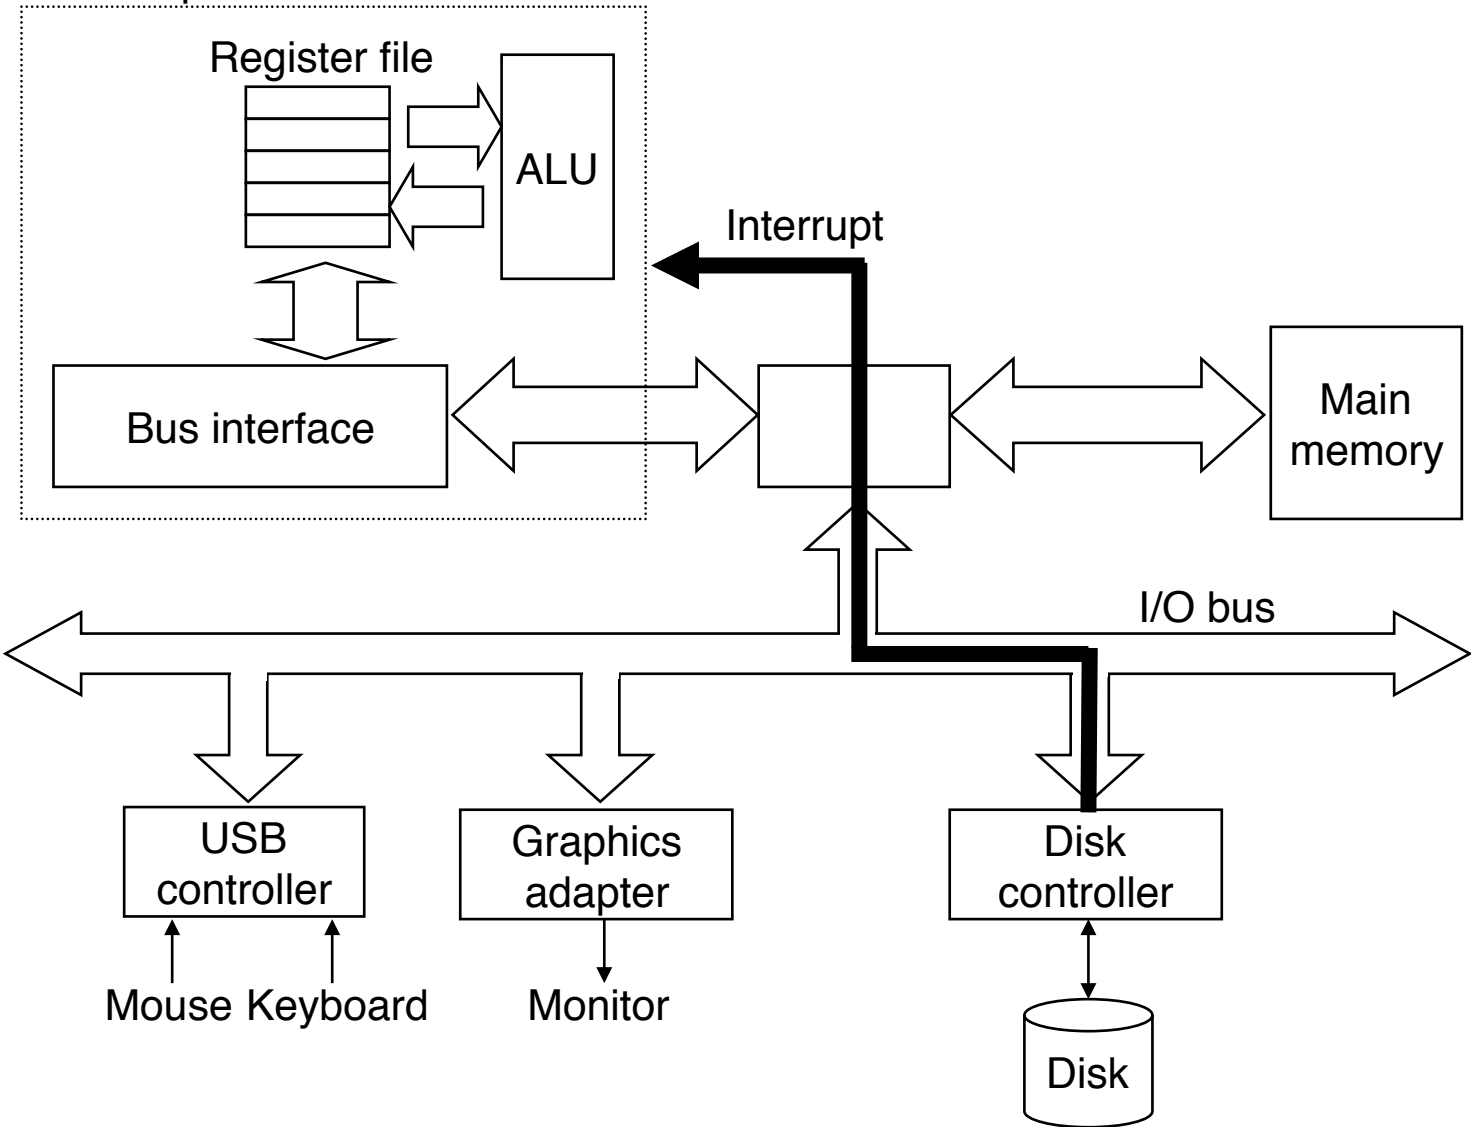 Register file
ALU
Interrupt
Bus interface
Main
memory
I/O bus
USB
controller
Graphics
adapter
Disk
controller
Mouse Keyboard
Monitor
Disk